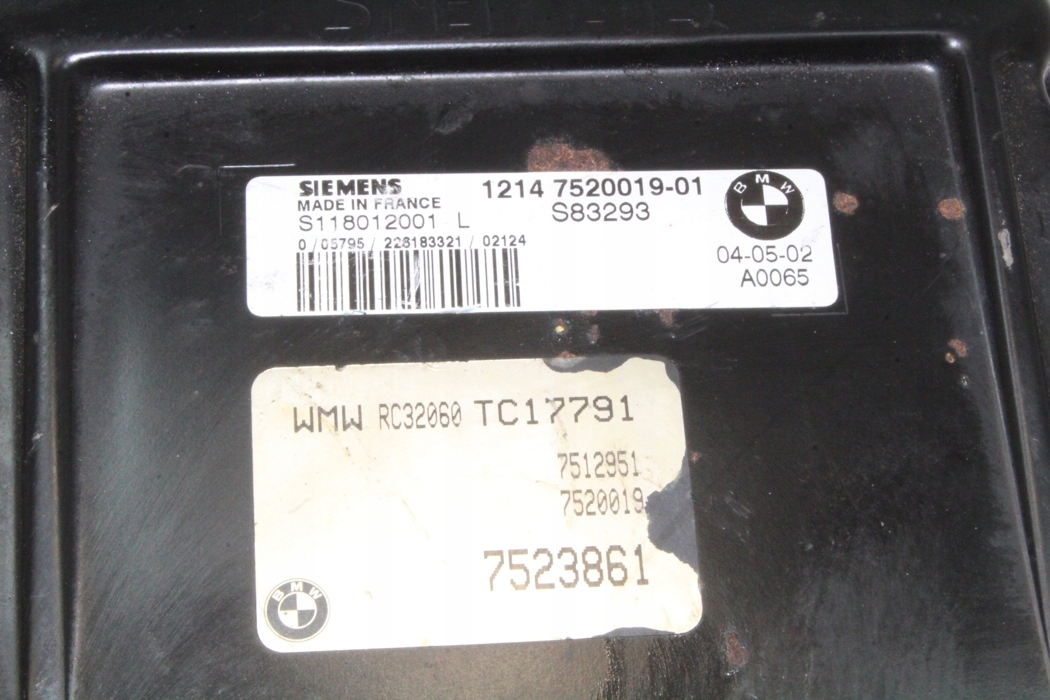 SIEMENS 1214 7520019-01
MADE IN FRANCE
S118012001 L S83293
BMW
0 / 05795 / 226183321 / 02124
04-05-02
A0065
WMW RC32060 TC17791
7512951
7520019
7523861
BMW